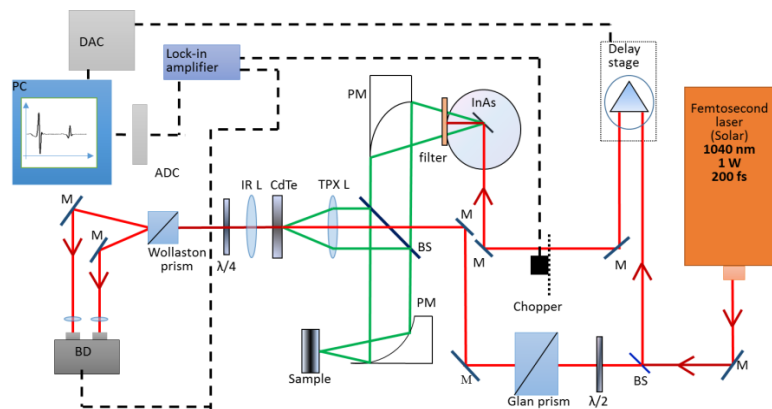 DAC
Lock-in
amplifier
Delay
stage
PC
PM
InAs
Femtosecond
laser
(Solar)
1040 nm
1 W
200 fs
filter
ADC
IR L
CdTe
TPX L
M
M
M
BS
M
M
Wollaston
prism
λ/4
Chopper
PM
BD
Sample
M
Glan prism
λ/2
BS
M